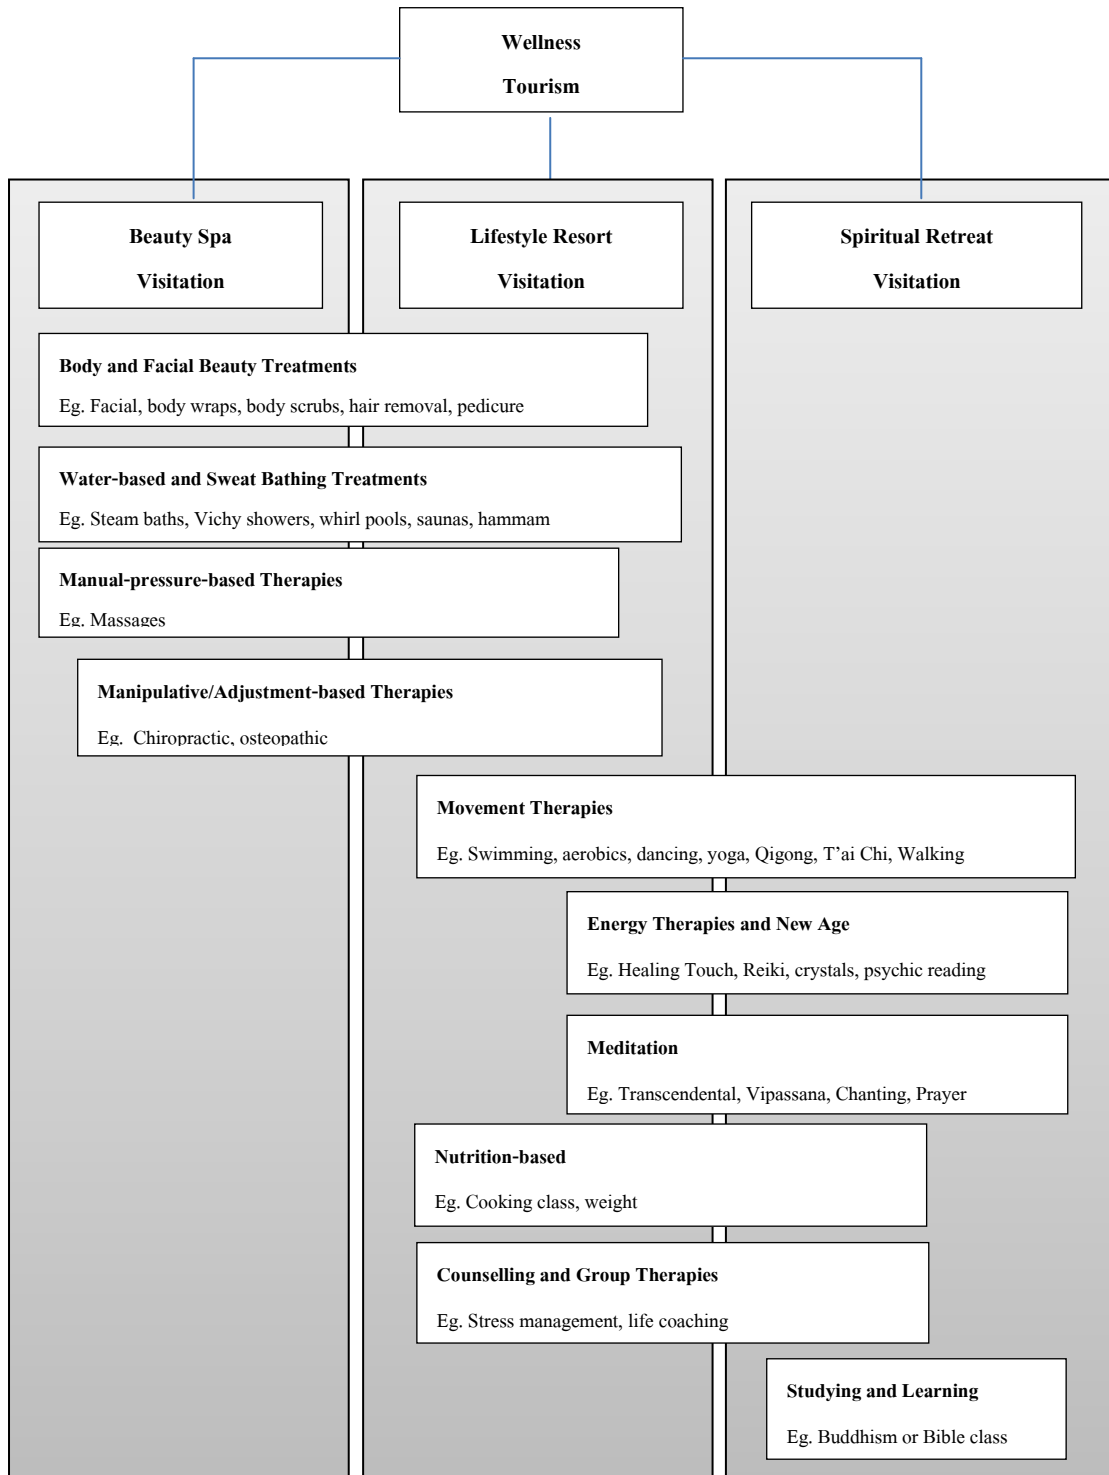 Wellness
Tourism
Beauty Spa
Visitation
Lifestyle Resort
Visitation
Spiritual Retreat
Visitation
Body and Facial Beauty Treatments
Eg. Facial, body wraps, body scrubs, hair removal, pedicure
Water-based and Sweat Bathing Treatments
Eg. Steam baths, Vichy showers, whirl pools, saunas, hammam
Manual-pressure-based Therapies
Eg. Massages
Manipulative/Adjustment-based Therapies
Eg. Chiropractic, osteopathic
Movement Therapies
Eg. Swimming, aerobics, dancing, yoga, Qigong, T’ai Chi, Walking
Energy Therapies and New Age
Eg. Healing Touch, Reiki, crystals, psychic reading
Meditation
Eg. Transcendental, Vipassana, Chanting, Prayer
Nutrition-based
Eg. Cooking class, weight
Counselling and Group Therapies
Eg. Stress management, life coaching
Studying and Learning
Eg. Buddhism or Bible class